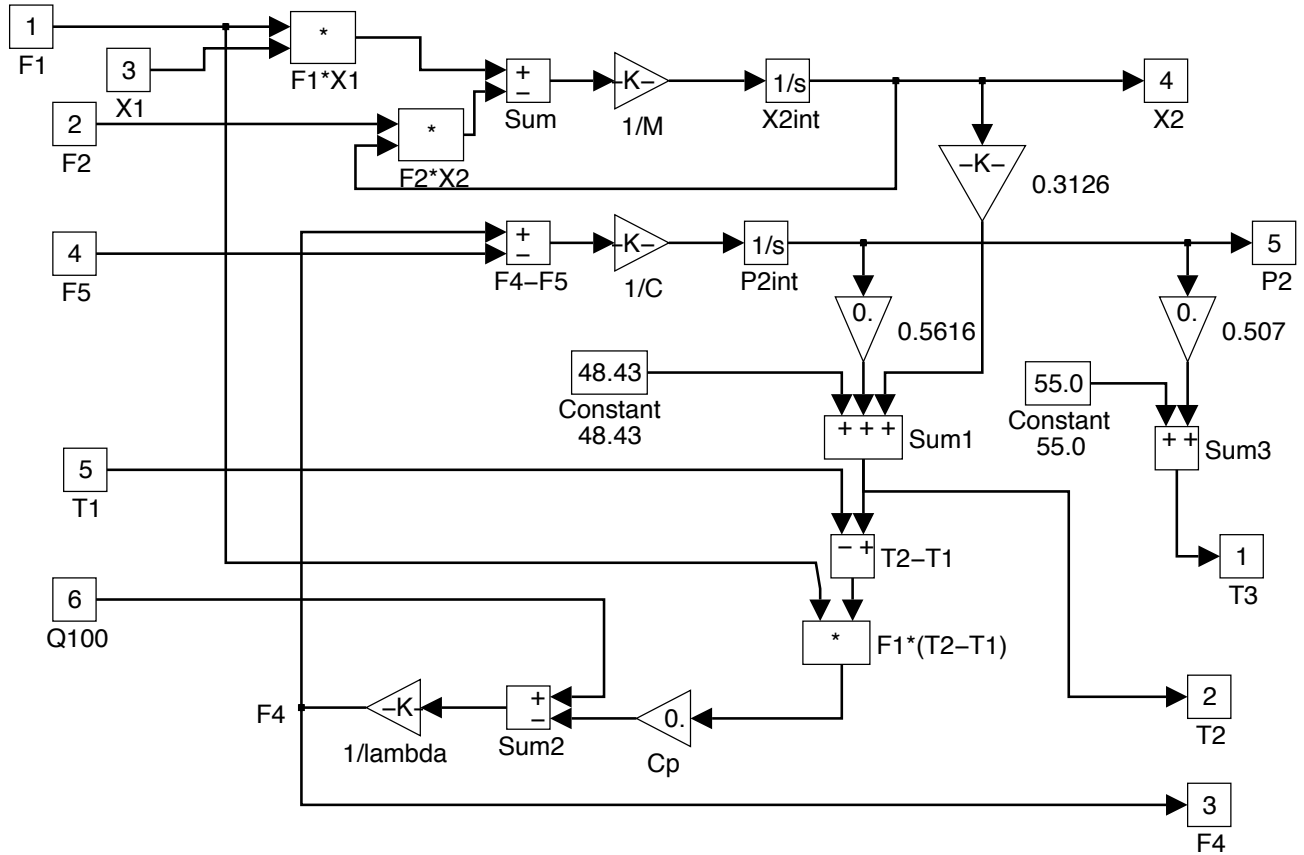 1
F1
*
F1*X1
3
X1
2
F2
*
F2*X2
+
−
Sum
−K−
1/M
1/s
X2int
4
X2
−K−
0.3126
4
F5
+
−
F4−F5
−K−
1/C
1/s
P2int
5
P2
0.
0.5616
0.
0.507
48.43
Constant
48.43
+ + +
Sum1
55.0
Constant
55.0
+ +
Sum3
5
T1
− +
T2−T1
1
T3
6
Q100
*
F1*(T2−T1)
F4
−K−
1/lambda
+
−
Sum2
0.
Cp
2
T2
3
F4